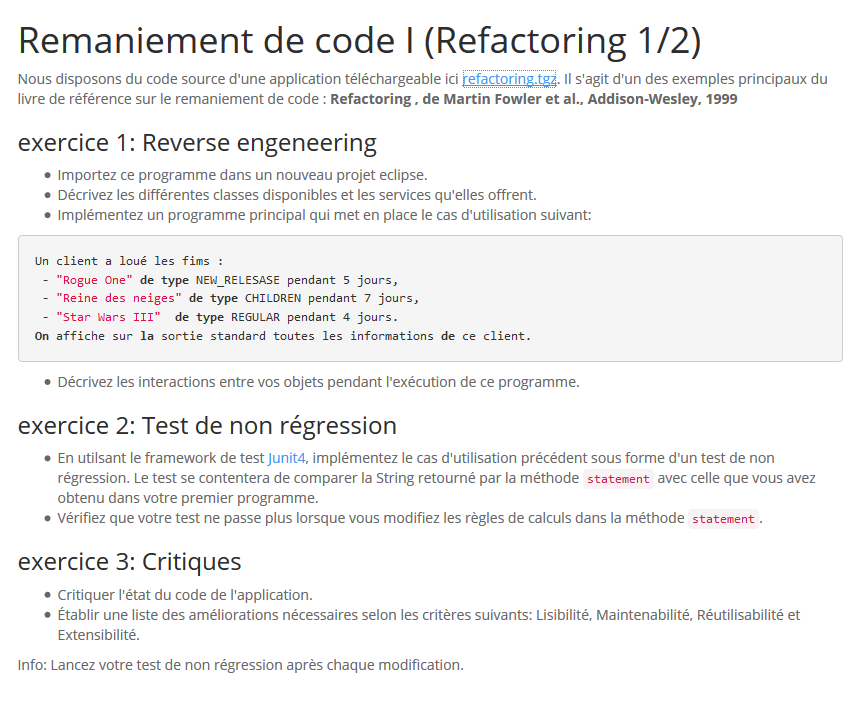 Remaniement de code I (Refactoring 1/2)
Nous disposons du code source d'une application téléchargeable ici refactoring.tgz. Il s'agit d'un des exemples principaux du
livre de référence sur le remaniement de code : Refactoring , de Martin Fowler et al., Addison-Wesley, 1999
exercice 1: Reverse engeneering
• Importez ce programme dans un nouveau projet eclipse.
• Décrivez les différentes classes disponibles et les services qu'elles offrent.
• Implémentez un programme principal qui met en place le cas d'utilisation suivant:
Un client a loué les fims :
- "Rogue One" de type NEW_RELESASE pendant 5 jours,
- "Reine des neiges" de type CHILDREN pendant 7 jours,
- "Star Wars III"  de type REGULAR pendant 4 jours.
On affiche sur la sortie standard toutes les informations de ce client.
• Décrivez les interactions entre vos objets pendant l'exécution de ce programme.
exercice 2: Test de non régression
• En utilsant le framework de test Junit4, implémentez le cas d'utilisation précédent sous forme d'un test de non
régression. Le test se contentera de comparer la String retourné par la méthode statement avec celle que vous avez
obtenu dans votre premier programme.
• Vérifiez que votre test ne passe plus lorsque vous modifiez les règles de calculs dans la méthode statement.
exercice 3: Critiques
• Critiquer l'état du code de l'application.
• Établir une liste des améliorations nécessaires selon les critères suivants: Lisibilité, Maintenabilité, Réutilisabilité et
Extensibilité.
Info: Lancez votre test de non régression après chaque modification.